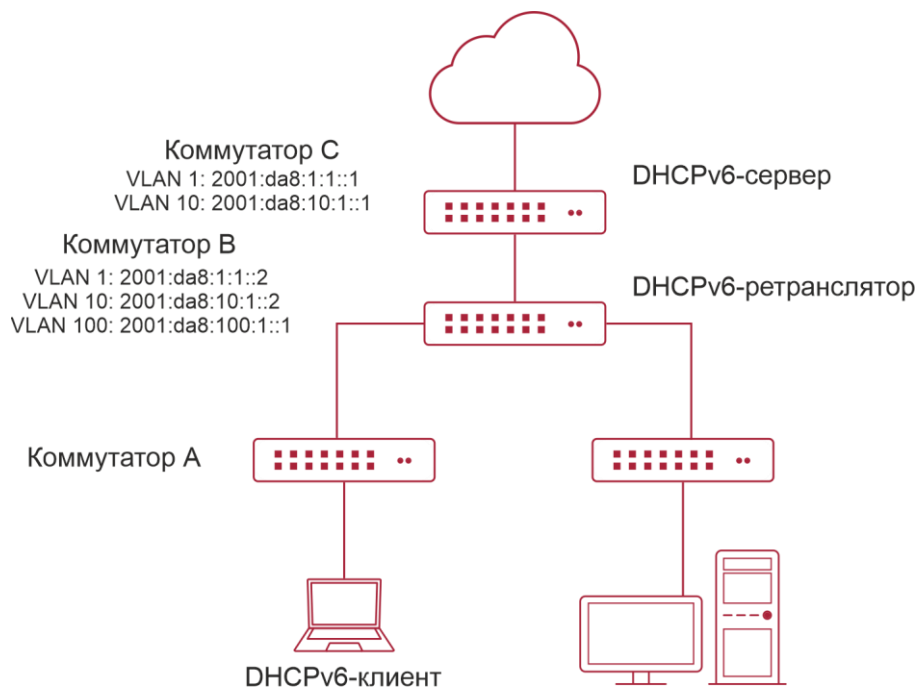 Коммутатор C
VLAN 1: 2001:da8:1:1::1
VLAN 10: 2001:da8:10:1::1
DHCPv6-сервер
Коммутатор B
VLAN 1: 2001:da8:1:1::2
VLAN 10: 2001:da8:10:1::2
VLAN 100: 2001:da8:100:1::1
DHCPv6-ретранслятор
Коммутатор A
DHCPv6-клиент